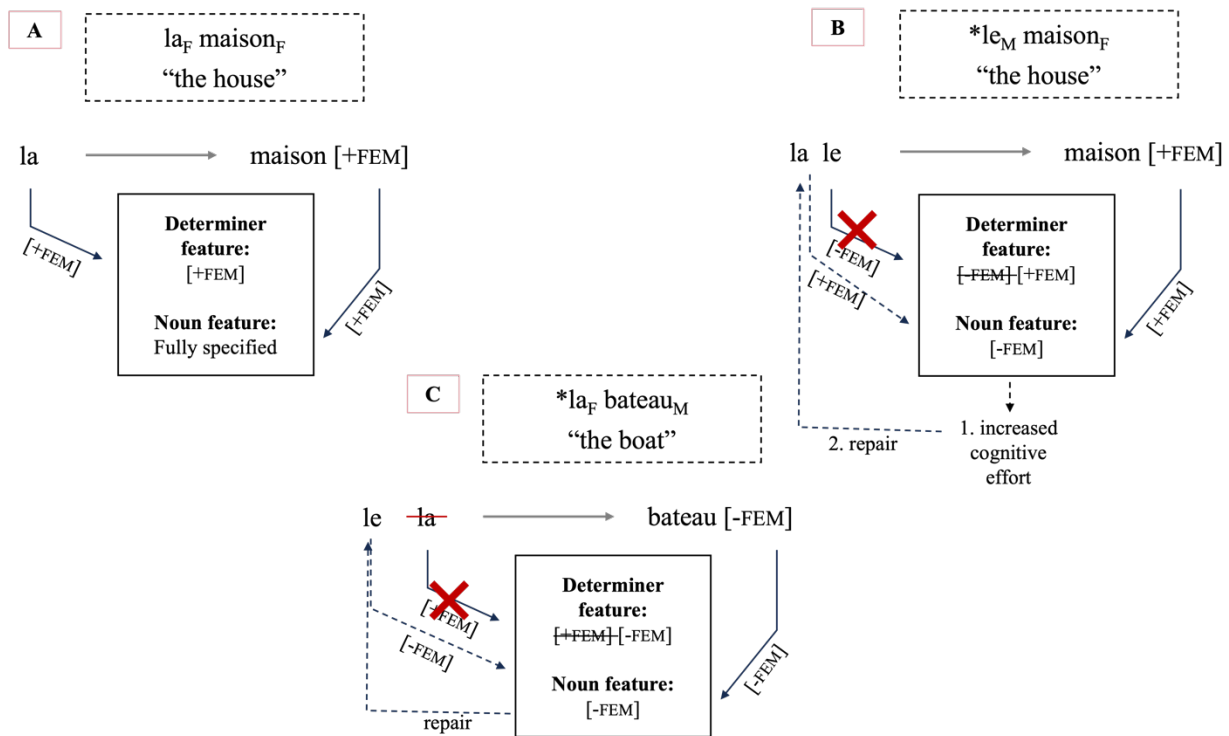 A
la_F maison_F
“the house”
la
maison [+FEM]
[+FEM]
Determiner
feature:
[+FEM]
Noun feature:
Fully specified
[+FEM]
B
*le_M maison_F
“the house”
la le
maison [+FEM]
[-FEM]
[+FEM]
Determiner
feature:
[-FEM] [+FEM]
Noun feature:
[-FEM]
[+FEM]
1. increased
cognitive
effort
2. repair
C
*la_F bateau_M
“the boat”
le la
bateau [-FEM]
[+FEM]
[-FEM]
Determiner
feature:
[+FEM] [-FEM]
Noun feature:
[-FEM]
[-FEM]
repair